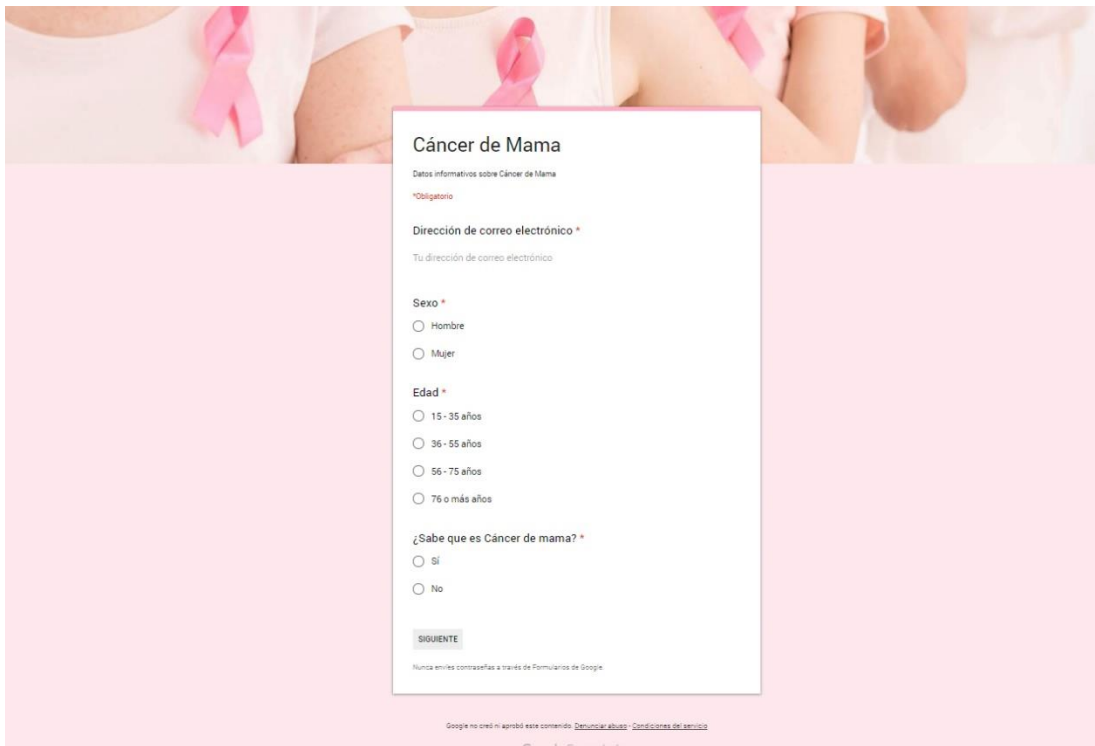 Cáncer de Mama
Datos informativos sobre Cáncer de Mama
*Obligatorio
Dirección de correo electrónico *
Tu dirección de correo electrónico
Sexo *
Hombre
Mujer
Edad *
15 - 35 años
36 - 55 años
56 - 75 años
76 o más años
¿Sabe que es Cáncer de mama? *
Sí
No
SIGUIENTE
Nunca envíes contraseñas a través de Formularios de Google.
Google no creó ni aprobó este contenido. Denunciar abuso - Condiciones del servicio